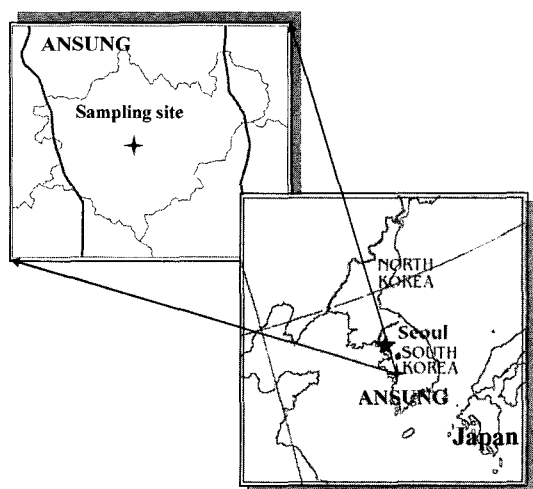 ANSUNG
Sampling site
NORTH
KOREA
Seoul
SOUTH
KOREA
ANSUNG
Japan